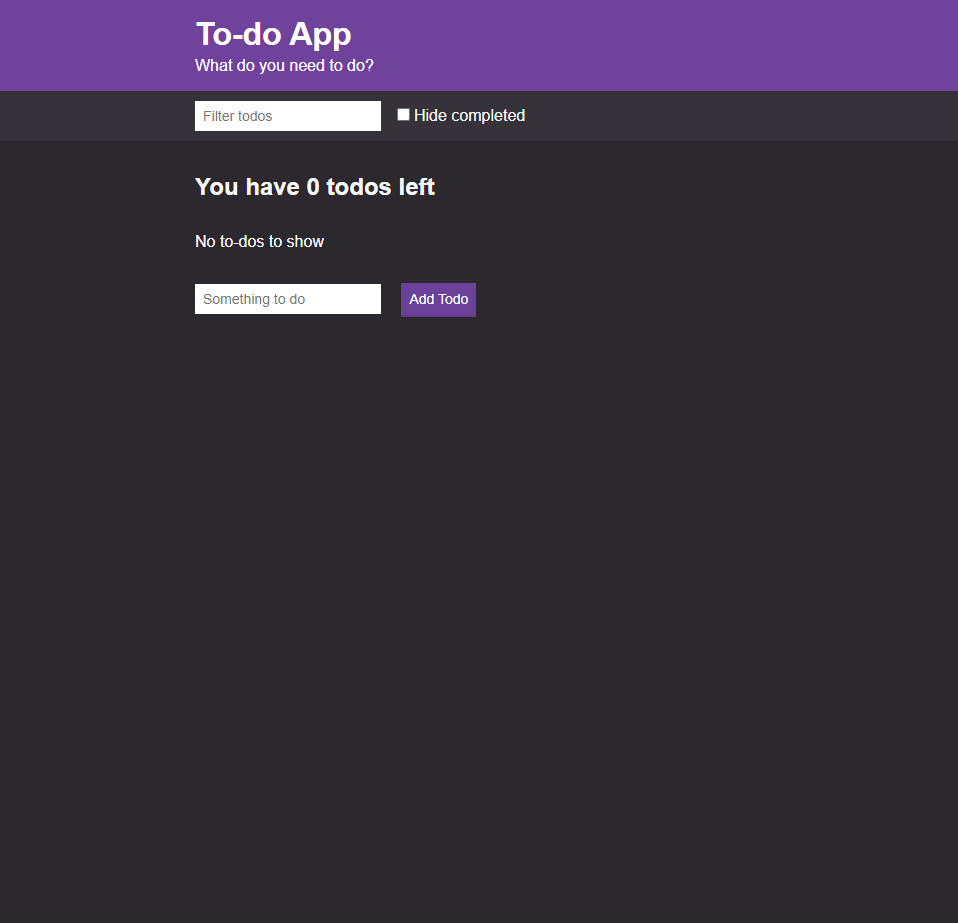 To-do App
What do you need to do?
Filter todos
Hide completed
You have 0 todos left
No to-dos to show
Something to do
Add Todo